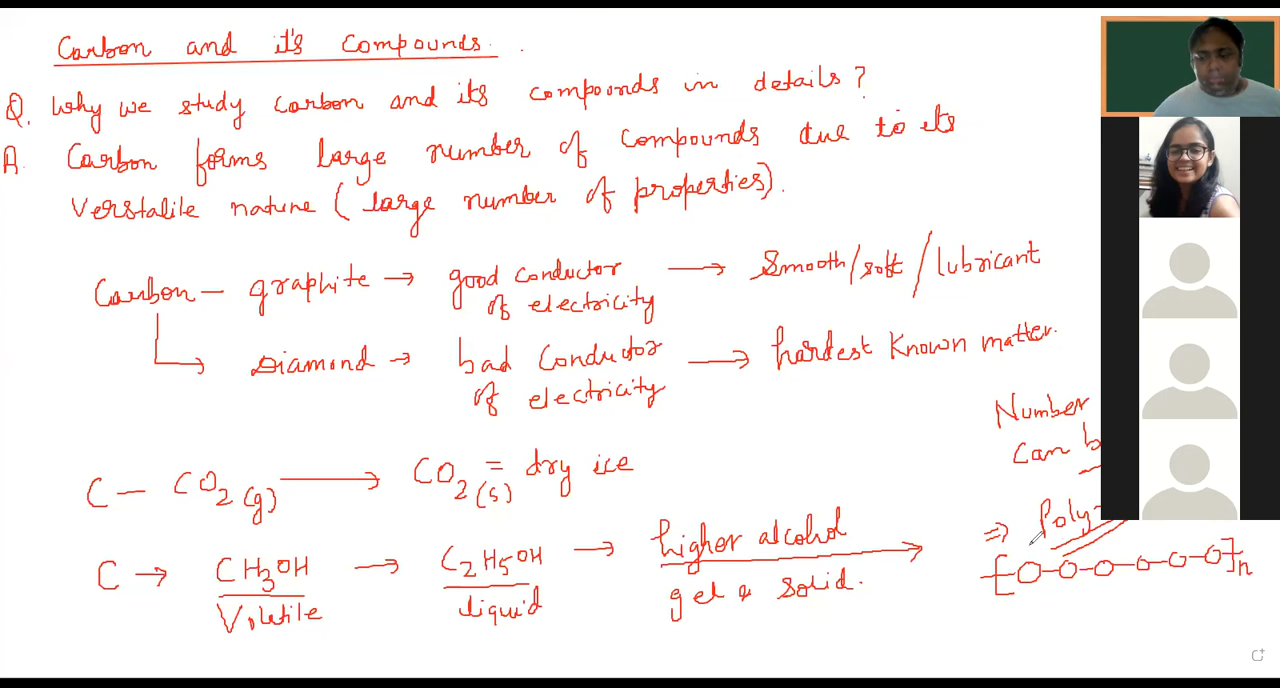 Carbon and it's compounds.
Q. Why we study carbon and its compounds in details?
A. Carbon forms large number of compounds due to its
verstalile nature (large number of properties).
Carbon — graphite → good conductor → Smooth/soft/lubricant
of electricity
Diamond → bad conductor → hardest known matter.
of electricity
Number
can b
C — CO2(g) → CO2(s) = dry ice
⇒ Poly
C → CH3OH → C2H5OH → higher alcohol → [O-O-O-O-O-O]n
Volatile liquid gel & solid.